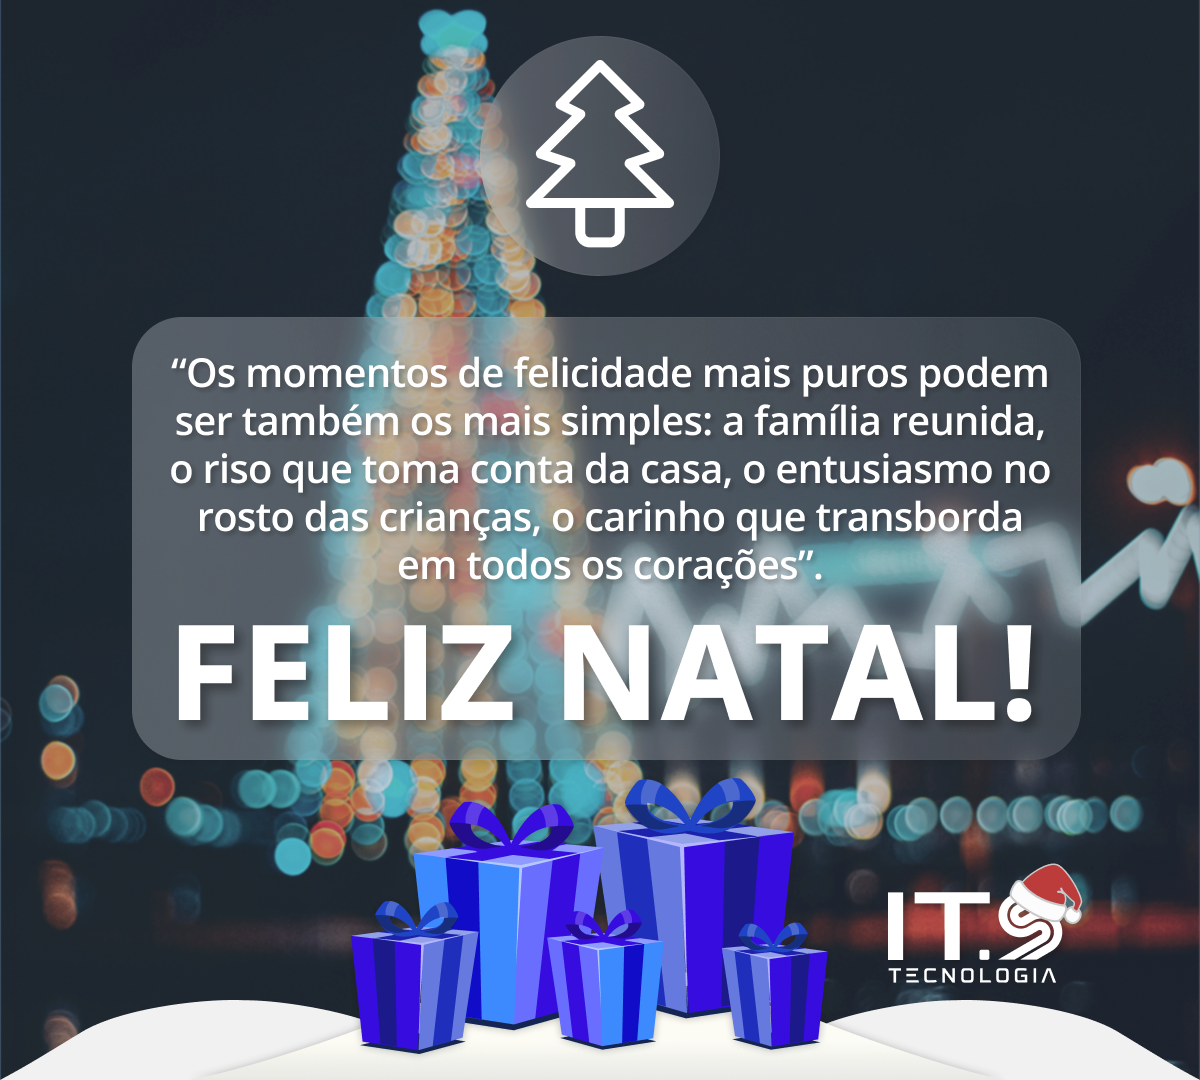 “Os momentos de felicidade mais puros podem
ser também os mais simples: a família reunida,
o riso que toma conta da casa, o entusiasmo no
rosto das crianças, o carinho que transborda
em todos os corações”.
FELIZ NATAL!
IT.S
TECNOLOGIA